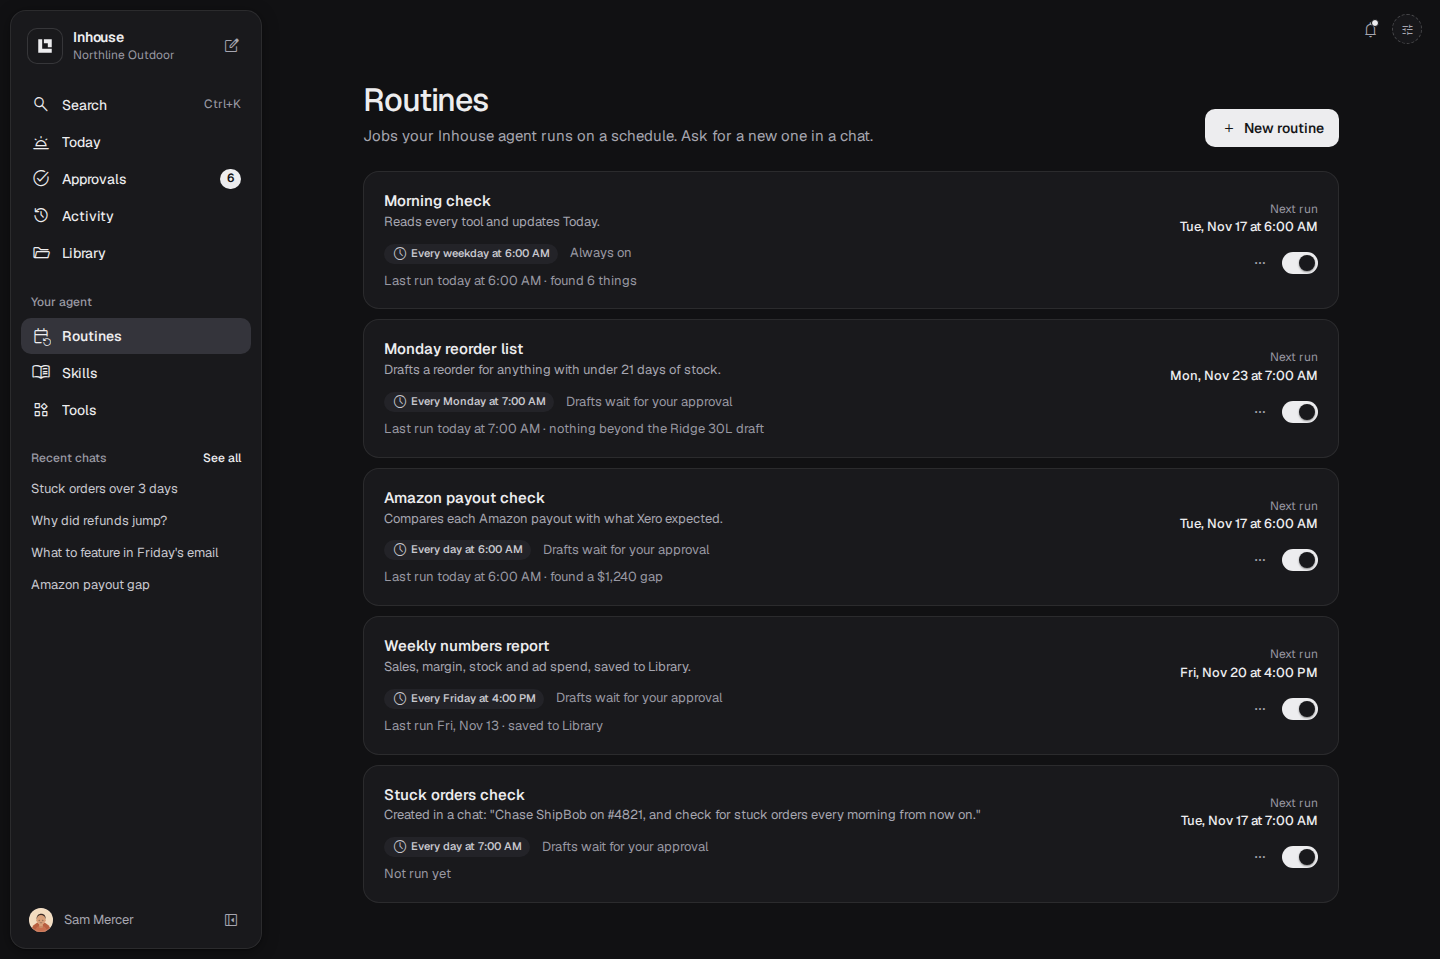 Inhouse
Northline Outdoor
Search Ctrl+K
Today
Approvals 6
Activity
Library
Your agent
Routines
Skills
Tools
Recent chats See all
Stuck orders over 3 days
Why did refunds jump?
What to feature in Friday's email
Amazon payout gap
Sam Mercer
Routines
Jobs your Inhouse agent runs on a schedule. Ask for a new one in a chat.
+ New routine
Morning check
Reads every tool and updates Today.
Every weekday at 6:00 AM Always on
Last run today at 6:00 AM · found 6 things
Next run
Tue, Nov 17 at 6:00 AM
Monday reorder list
Drafts a reorder for anything with under 21 days of stock.
Every Monday at 7:00 AM Drafts wait for your approval
Last run today at 7:00 AM · nothing beyond the Ridge 30L draft
Next run
Mon, Nov 23 at 7:00 AM
Amazon payout check
Compares each Amazon payout with what Xero expected.
Every day at 6:00 AM Drafts wait for your approval
Last run today at 6:00 AM · found a $1,240 gap
Next run
Tue, Nov 17 at 6:00 AM
Weekly numbers report
Sales, margin, stock and ad spend, saved to Library.
Every Friday at 4:00 PM Drafts wait for your approval
Last run Fri, Nov 13 · saved to Library
Next run
Fri, Nov 20 at 4:00 PM
Stuck orders check
Created in a chat: "Chase ShipBob on #4821, and check for stuck orders every morning from now on."
Every day at 7:00 AM Drafts wait for your approval
Not run yet
Next run
Tue, Nov 17 at 7:00 AM